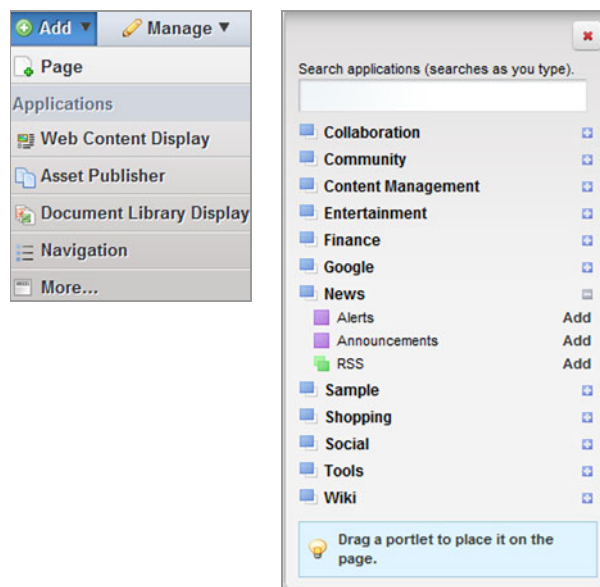 Add
Manage
Page
Applications
Web Content Display
Asset Publisher
Document Library Display
Navigation
More...
Search applications (searches as you type).
Collaboration
Community
Content Management
Entertainment
Finance
Google
News
Alerts Add
Announcements Add
RSS Add
Sample
Shopping
Social
Tools
Wiki
Drag a portlet to place it on the
page.